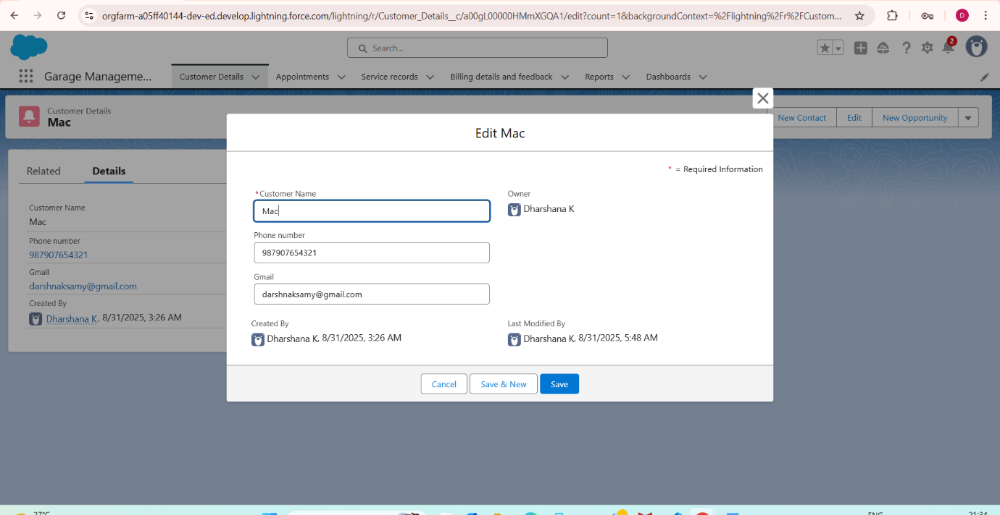 orgfarm-a05ff40144-dev-ed.develop.lightning.force.com/lightning/r/Customer_Details__c/a00gL00000HMmXGQA1/edit?count=1&backgroundContext=%2Flightning%2Fr%2FCustom...
D
Search...
2
Garage Manageme...
Customer Details
Appointments
Service records
Billing details and feedback
Reports
Dashboards
Customer Details
Mac
New Contact
Edit
New Opportunity
Edit Mac
* = Required Information
Related
Details
Customer Name
Mac
Phone number
987907654321
Gmail
darshnaksamy@gmail.com
Created By
Dharshana K, 8/31/2025, 3:26 AM
*Customer Name
Mac
Owner
Dharshana K
Phone number
987907654321
Gmail
darshnaksamy@gmail.com
Created By
Dharshana K, 8/31/2025, 3:26 AM
Last Modified By
Dharshana K, 8/31/2025, 5:48 AM
Cancel
Save & New
Save
27°C
ENG
21:34